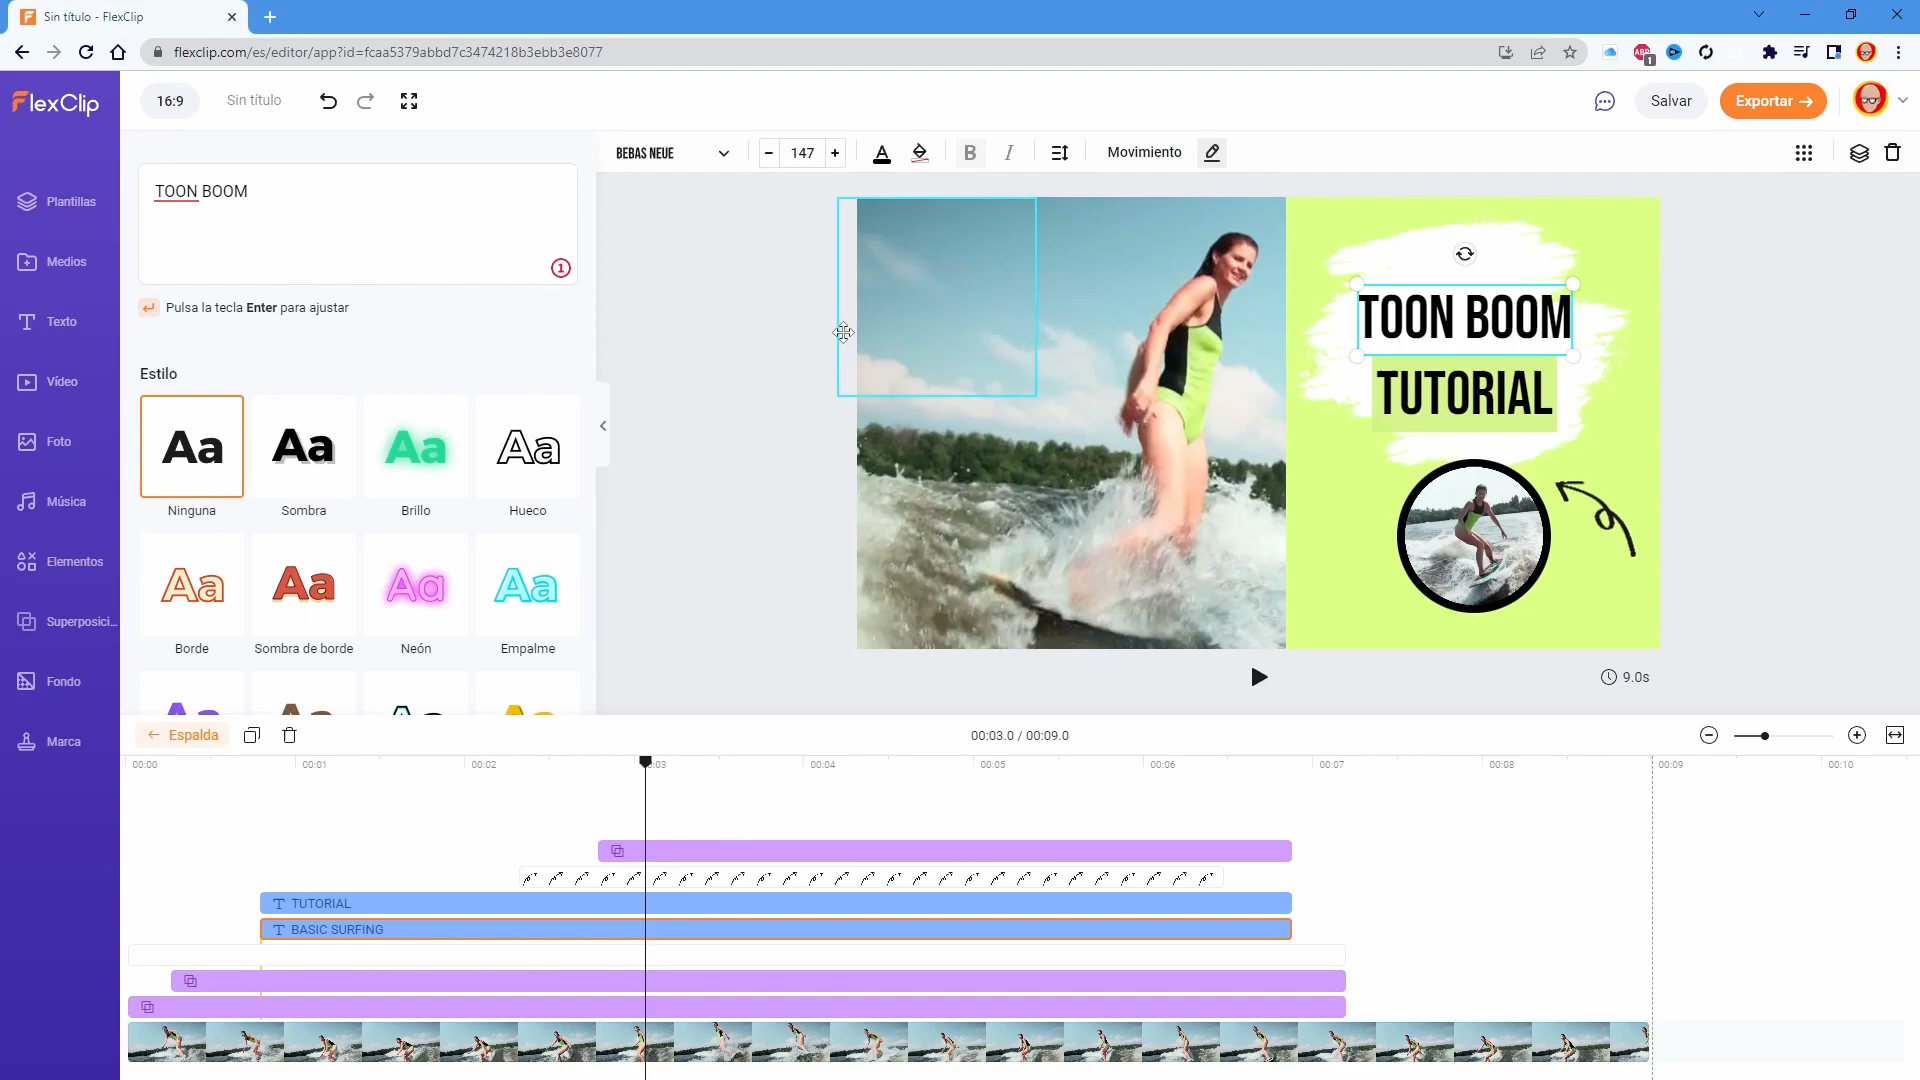 Sin título - FlexClip
flexclip.com/es/editor/app?id=fcaa5379abbd7c3474218b3ebb3e8077
ABP
1
FlexClip
16:9
Sin título
Salvar
Exportar
Plantillas
Medios
Texto
Vídeo
Foto
Música
Elementos
Superposici...
Fondo
Marca
TOON BOOM
1
Pulsa la tecla Enter para ajustar
Estilo
Aa Aa Aa Aa
Ninguna Sombra Brillo Hueco
Aa Aa Aa Aa
Borde Sombra de borde Neón Empalme
BEBAS NEUE
147
A
B
I
Movimiento
TOON BOOM
TUTORIAL
9.0s
Espalda
00:03.0 / 00:09.0
00:00 00:01 00:02 :03 00:04 00:05 00:06 00:07 00:08 00:09 00:10
T TUTORIAL
T BASIC SURFING